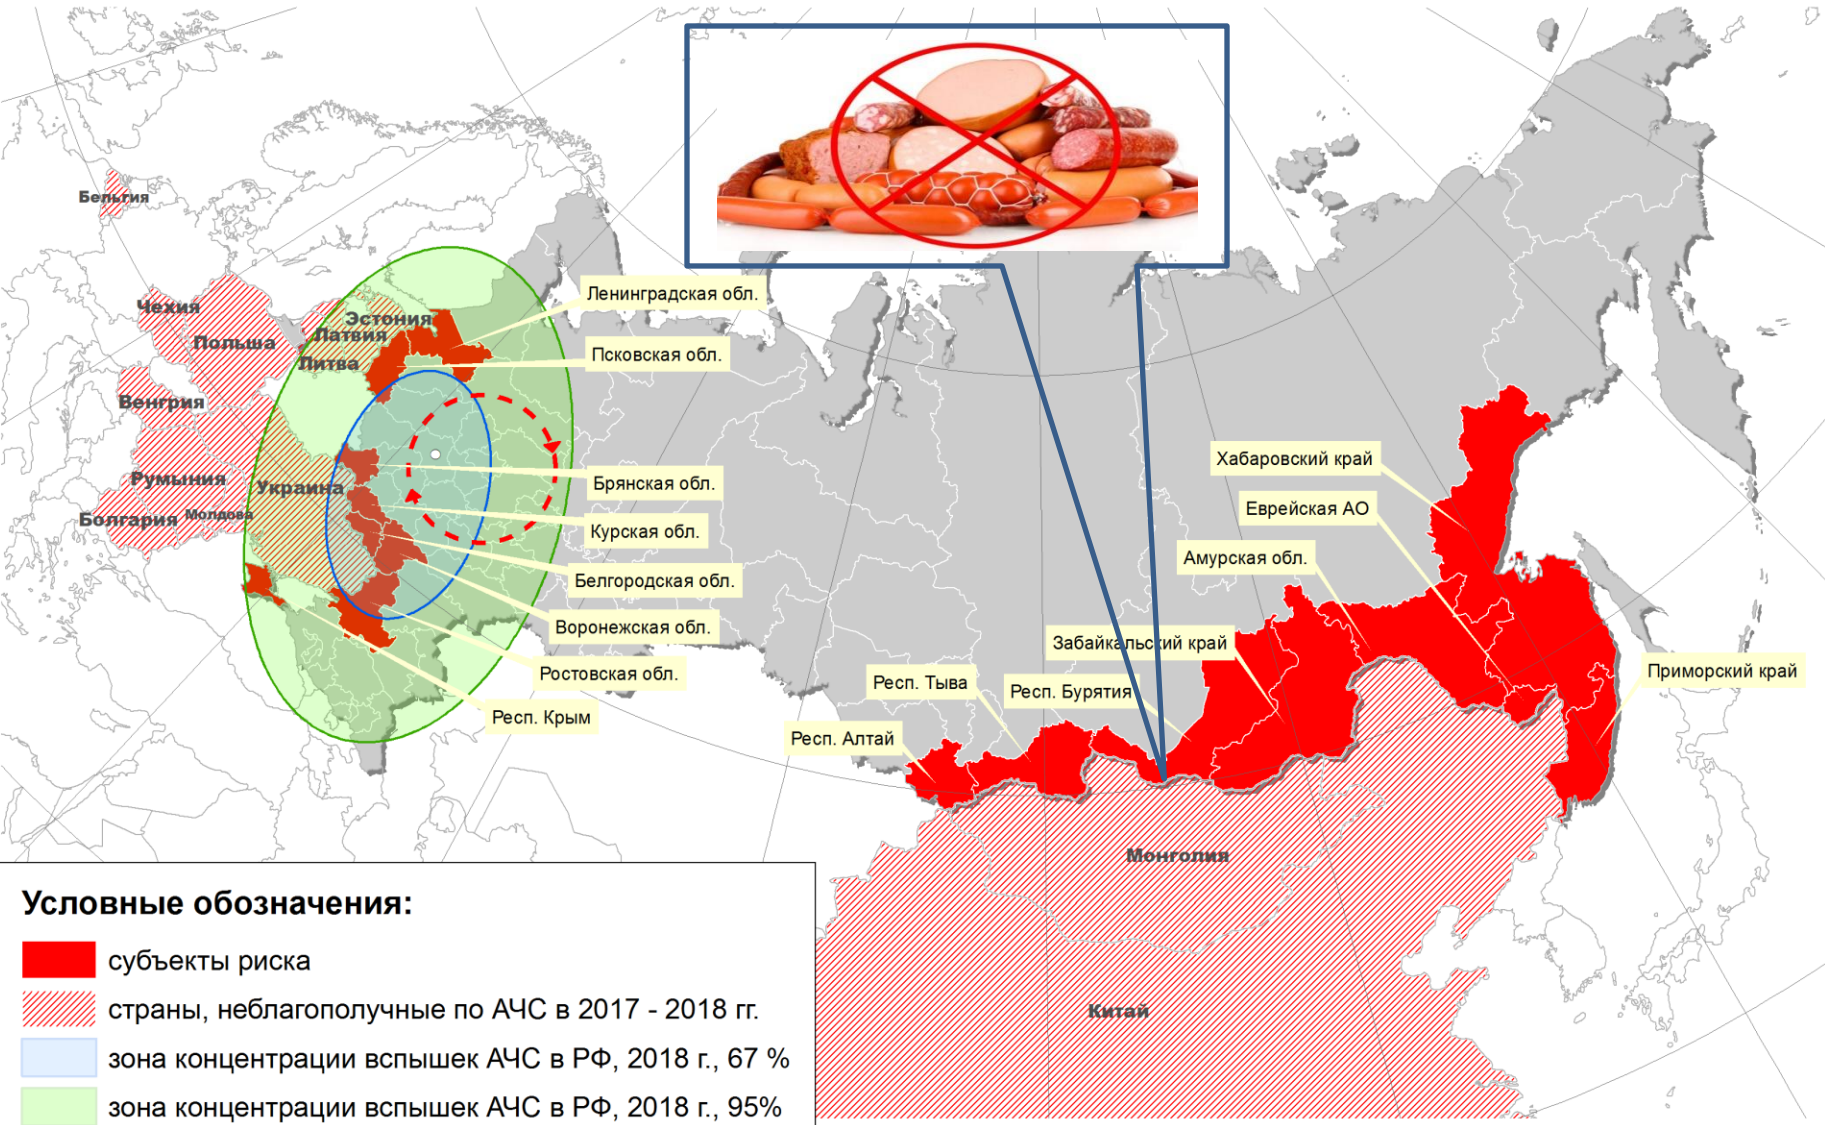 Бельгия
Чехия
Польша
Эстония
Латвия
Литва
Венгрия
Румыния
Болгария
Молдова
Украина
Ленинградская обл.
Псковская обл.
Брянская обл.
Курская обл.
Белгородская обл.
Воронежская обл.
Ростовская обл.
Респ. Крым
Хабаровский край
Еврейская АО
Амурская обл.
Забайкальский край
Приморский край
Респ. Тыва
Респ. Бурятия
Респ. Алтай
Монголия
Китай
Условные обозначения:
субъекты риска
страны, неблагополучные по АЧС в 2017 - 2018 гг.
зона концентрации вспышек АЧС в РФ, 2018 г., 67 %
зона концентрации вспышек АЧС в РФ, 2018 г., 95%